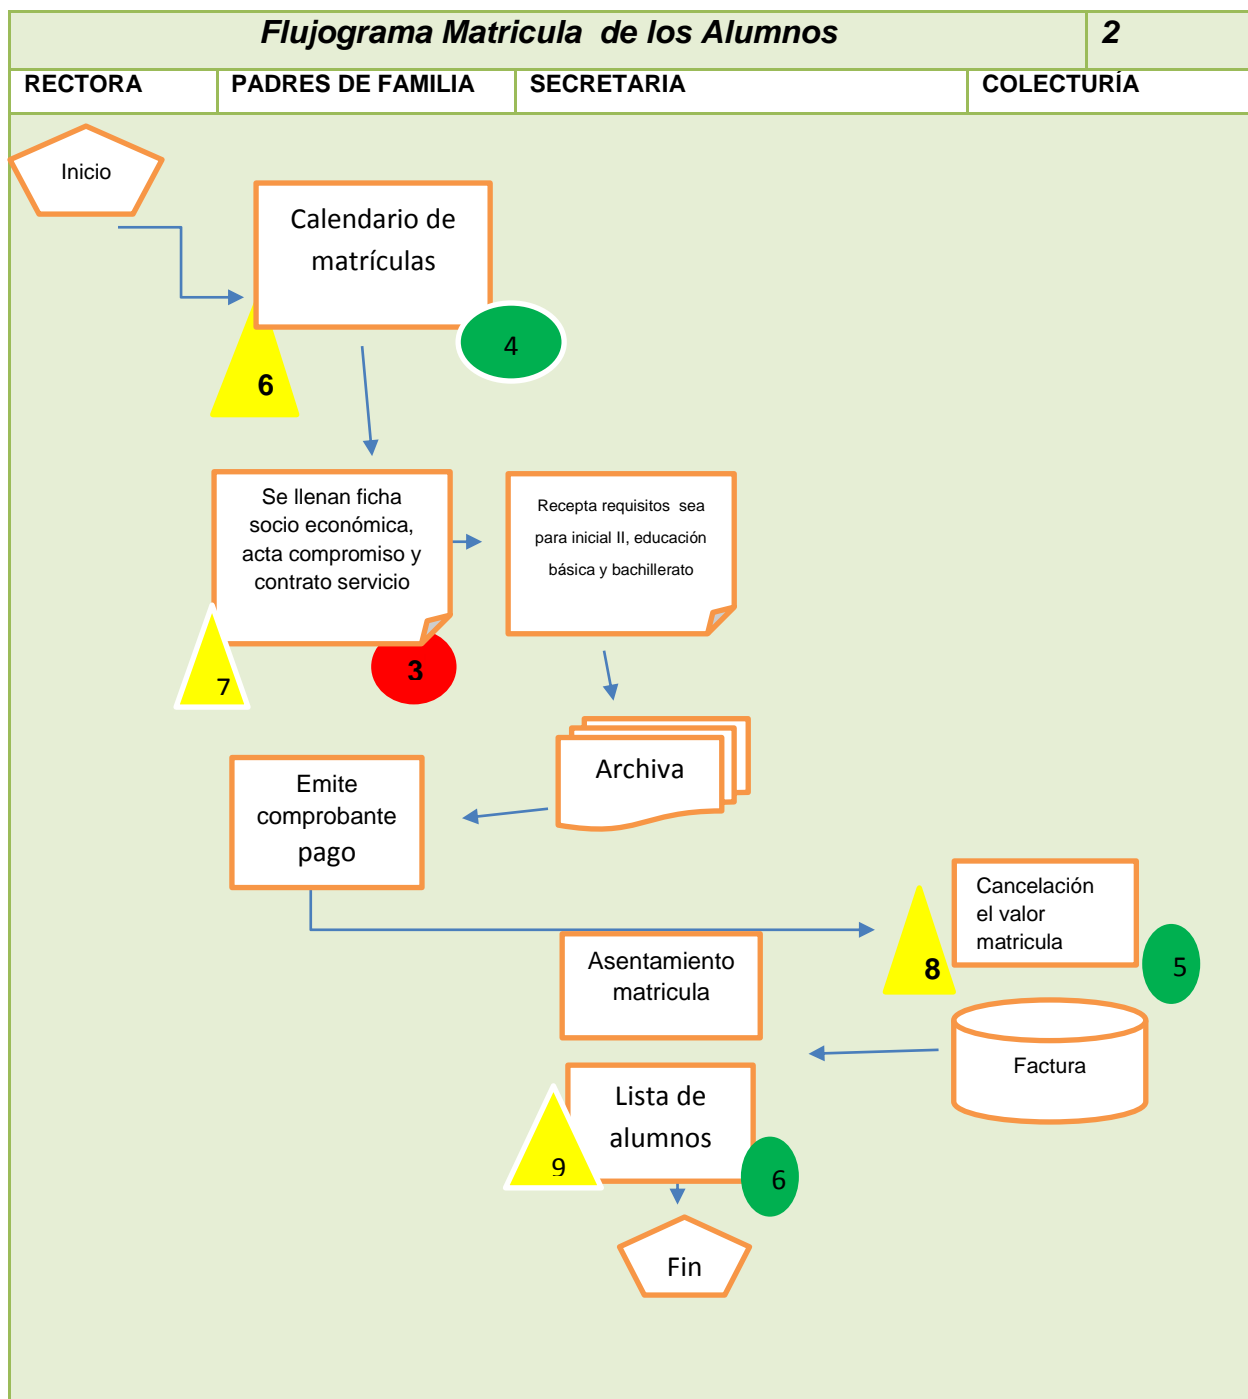 Flujograma Matricula  de los Alumnos
2
RECTORA
PADRES DE FAMILIA
SECRETARIA
COLECTURÍA
Inicio
Calendario de
matrículas
4
6
Se llenan ficha
socio económica,
acta compromiso y
contrato servicio
Recepta requisitos  sea
para inicial II, educación
básica y bachillerato
7
3
Archiva
Emite
comprobante
pago
Cancelación
el valor
matricula
8
5
Asentamiento
matricula
Factura
Lista de
alumnos
9
6
Fin